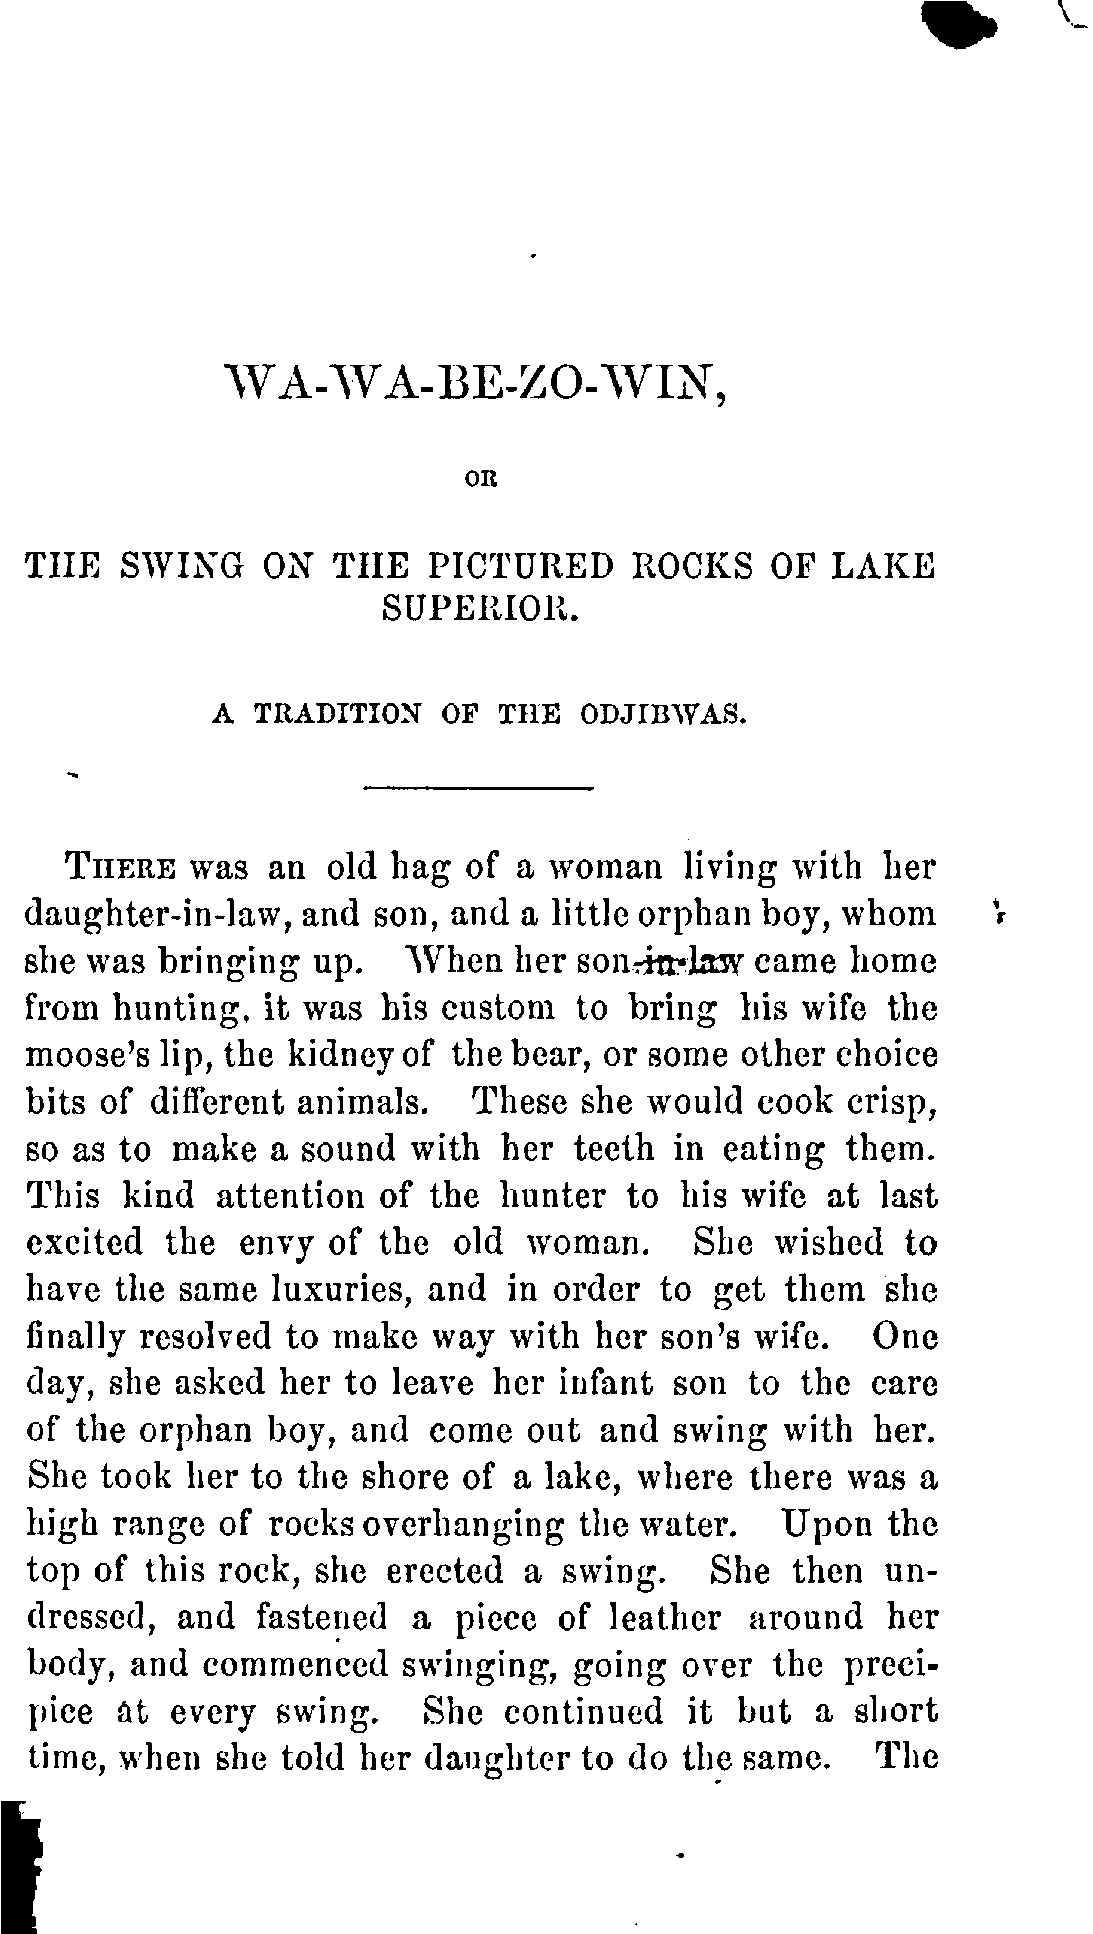 WA-WA-BE-ZO-WIN,
OR
THE SWING ON THE PICTURED ROCKS OF LAKE
SUPERIOR.
A TRADITION OF THE ODJIBWAS.
THERE was an old hag of a woman living with her
daughter-in-law, and son, and a little orphan boy, whom
she was bringing up. When her son-in-law came home
from hunting, it was his custom to bring his wife the
moose's lip, the kidney of the bear, or some other choice
bits of different animals. These she would cook crisp,
so as to make a sound with her teeth in eating them.
This kind attention of the hunter to his wife at last
excited the envy of the old woman. She wished to
have the same luxuries, and in order to get them she
finally resolved to make way with her son's wife. One
day, she asked her to leave her infant son to the care
of the orphan boy, and come out and swing with her.
She took her to the shore of a lake, where there was a
high range of rocks overhanging the water. Upon the
top of this rock, she erected a swing. She then un-
dressed, and fastened a piece of leather around her
body, and commenced swinging, going over the preci-
pice at every swing. She continued it but a short
time, when she told her daughter to do the same. The